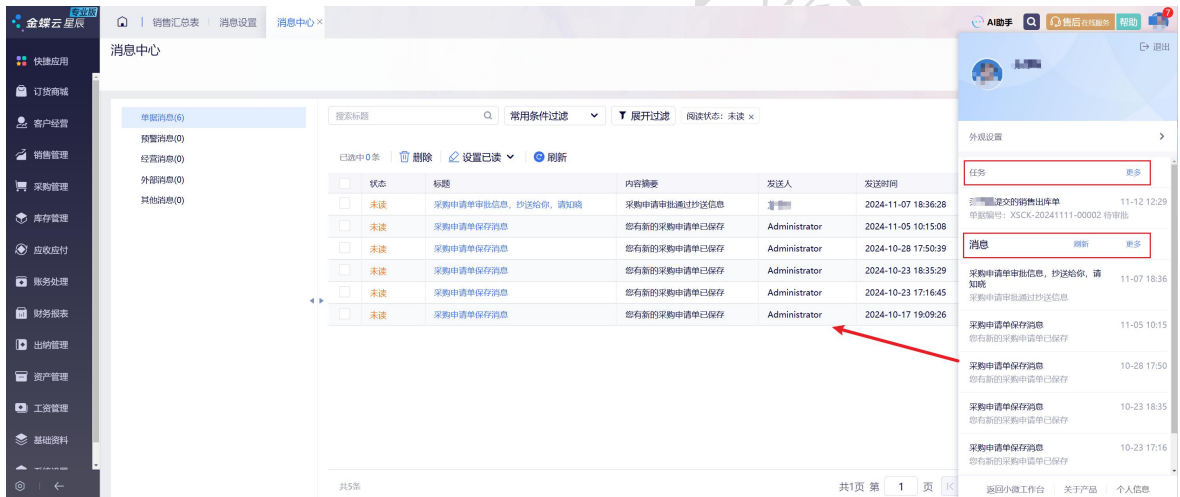 金蝶云星辰 专业版
销售汇总表 消息设置 消息中心 ×
AI助手 售后在线服务 帮助 7
快捷应用
订货商城
客户经营
销售管理
采购管理
库存管理
应收应付
账务处理
财务报表
出纳管理
资产管理
工资管理
基础资料
消息中心
单据消息(6)
预警消息(0)
经营消息(0)
外部消息(0)
其他消息(0)
搜索标题 常用条件过滤 展开过滤 阅读状态：未读 ×
已选中0条 删除 设置已读 刷新
状态 标题 内容摘要 发送人 发送时间
未读 采购申请单审批信息，抄送给你，请知晓 采购申请审批通过抄送信息 2024-11-07 18:36:28
未读 采购申请单保存消息 您有新的采购申请单已保存 Administrator 2024-11-05 10:15:08
未读 采购申请单保存消息 您有新的采购申请单已保存 Administrator 2024-10-28 17:50:39
未读 采购申请单保存消息 您有新的采购申请单已保存 Administrator 2024-10-23 18:35:29
未读 采购申请单保存消息 您有新的采购申请单已保存 Administrator 2024-10-23 17:16:45
未读 采购申请单保存消息 您有新的采购申请单已保存 Administrator 2024-10-17 19:09:26
共5条 共1页 第 1 页
退出
外观设置
任务 更多
提交的销售出库单 11-12 12:29
单据编号：XSCK-20241111-00002 待审批
消息 刷新 更多
采购申请单审批信息，抄送给你，请知晓 11-07 18:36
采购申请审批通过抄送信息
采购申请单保存消息 11-05 10:15
您有新的采购申请单已保存
采购申请单保存消息 10-28 17:50
您有新的采购申请单已保存
采购申请单保存消息 10-23 18:35
您有新的采购申请单已保存
采购申请单保存消息 10-23 17:16
您有新的采购申请单已保存
返回小微工作台 关于产品 个人信息